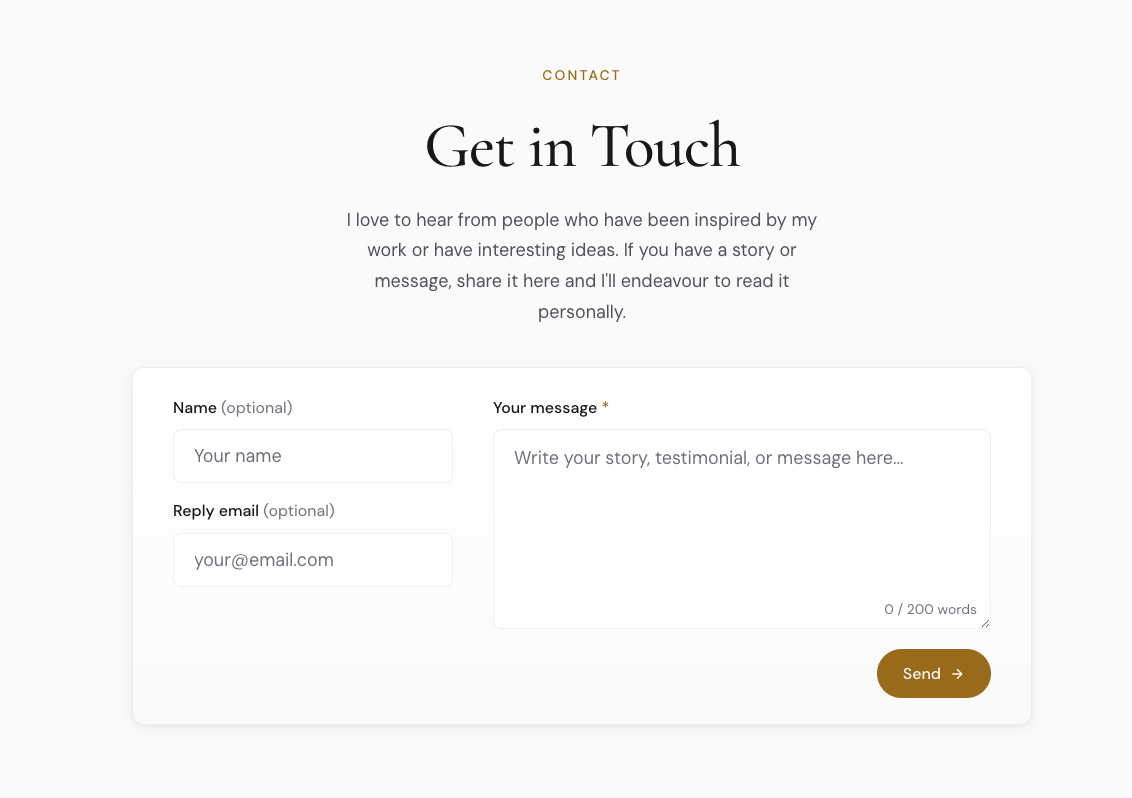 CONTACT
Get in Touch
I love to hear from people who have been inspired by my
work or have interesting ideas. If you have a story or
message, share it here and I'll endeavour to read it
personally.
Name (optional)
Your name
Reply email (optional)
your@email.com
Your message *
Write your story, testimonial, or message here...
0 / 200 words
Send →